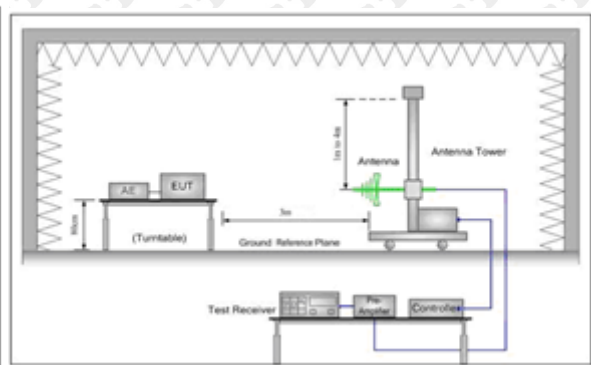 1m to 4m
Antenna
Antenna Tower
AE
EUT
3m
80cm
(Turntable)
Ground Reference Plane
Test Receiver
Pre-
Amplifier
Controller